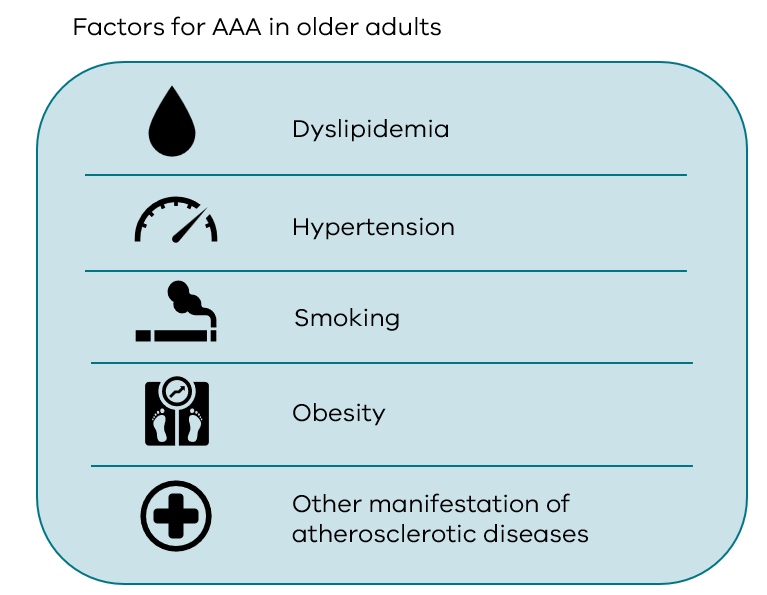 Factors for AAA in older adults
Dyslipidemia
Hypertension
Smoking
Obesity
Other manifestation of
atherosclerotic diseases